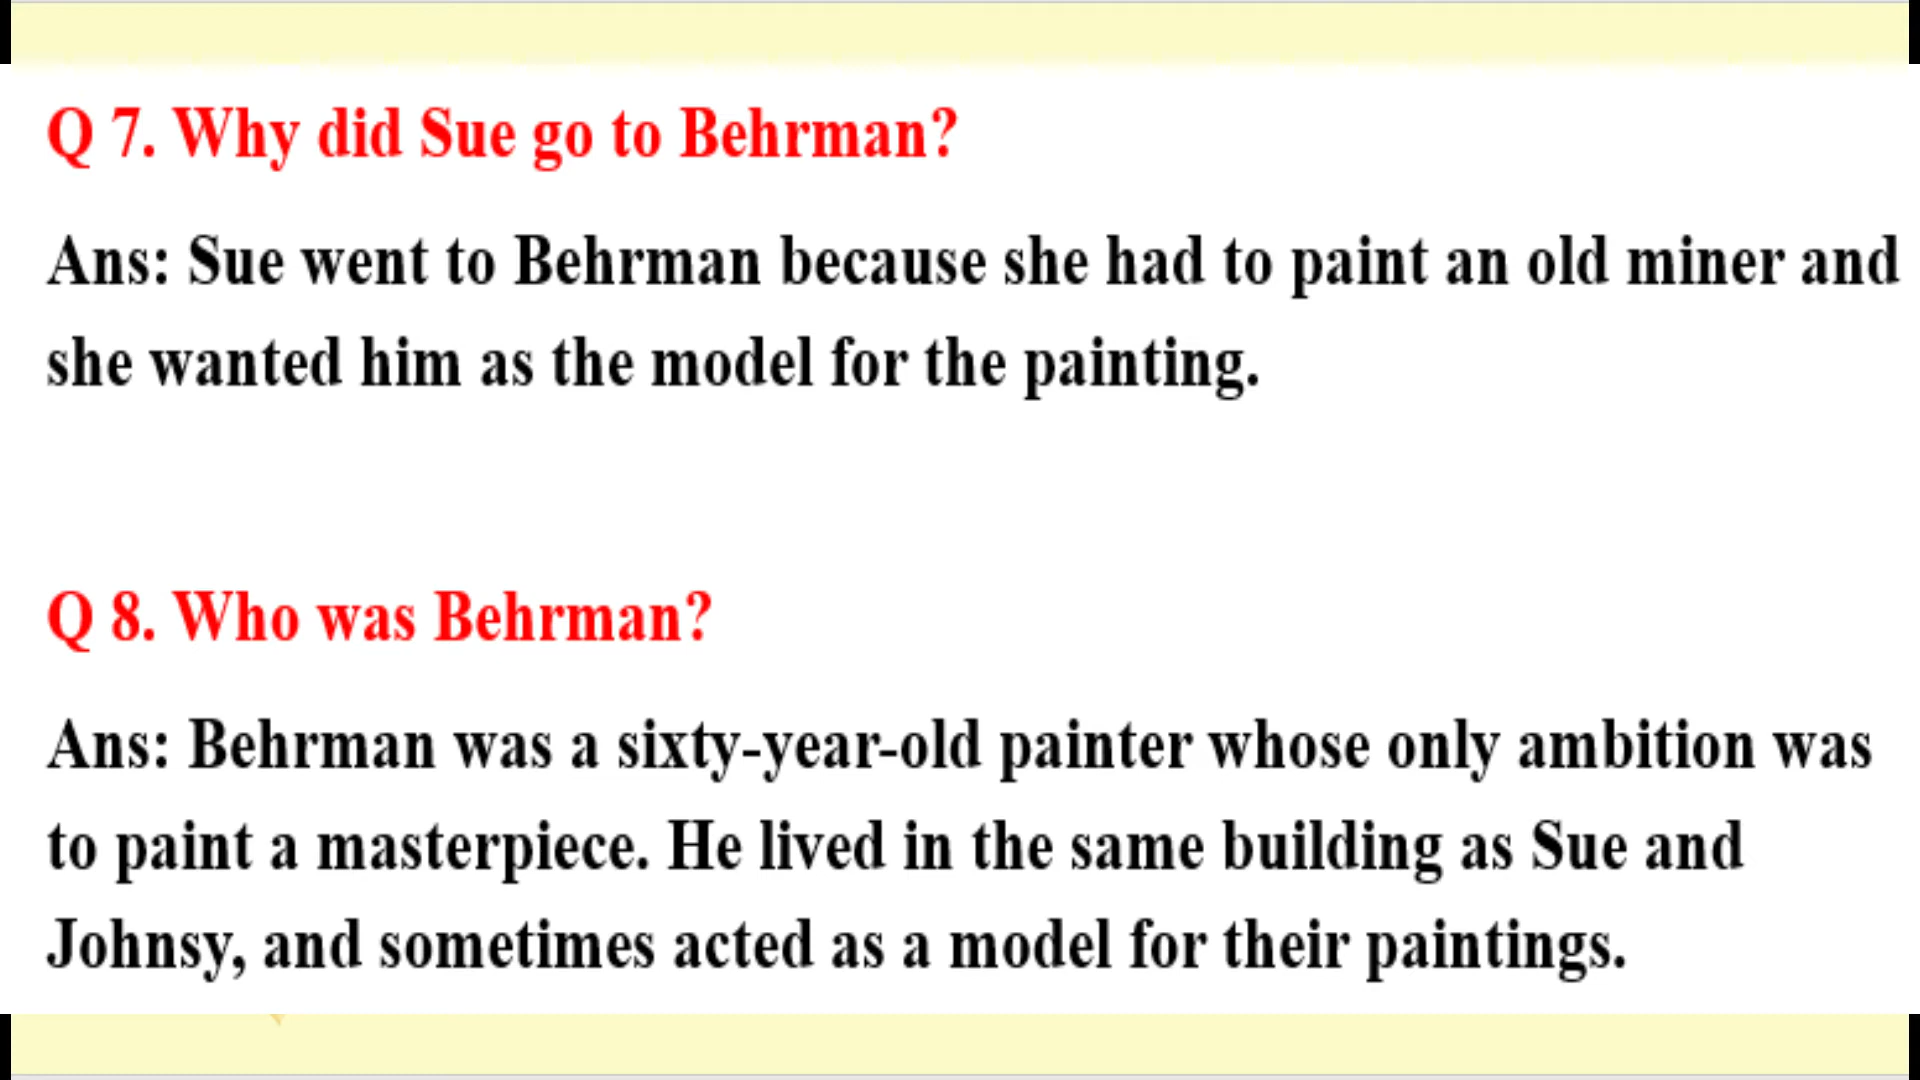 Q 7. Why did Sue go to Behrman?
Ans: Sue went to Behrman because she had to paint an old miner and
she wanted him as the model for the painting.
Q 8. Who was Behrman?
Ans: Behrman was a sixty-year-old painter whose only ambition was
to paint a masterpiece. He lived in the same building as Sue and
Johnsy, and sometimes acted as a model for their paintings.